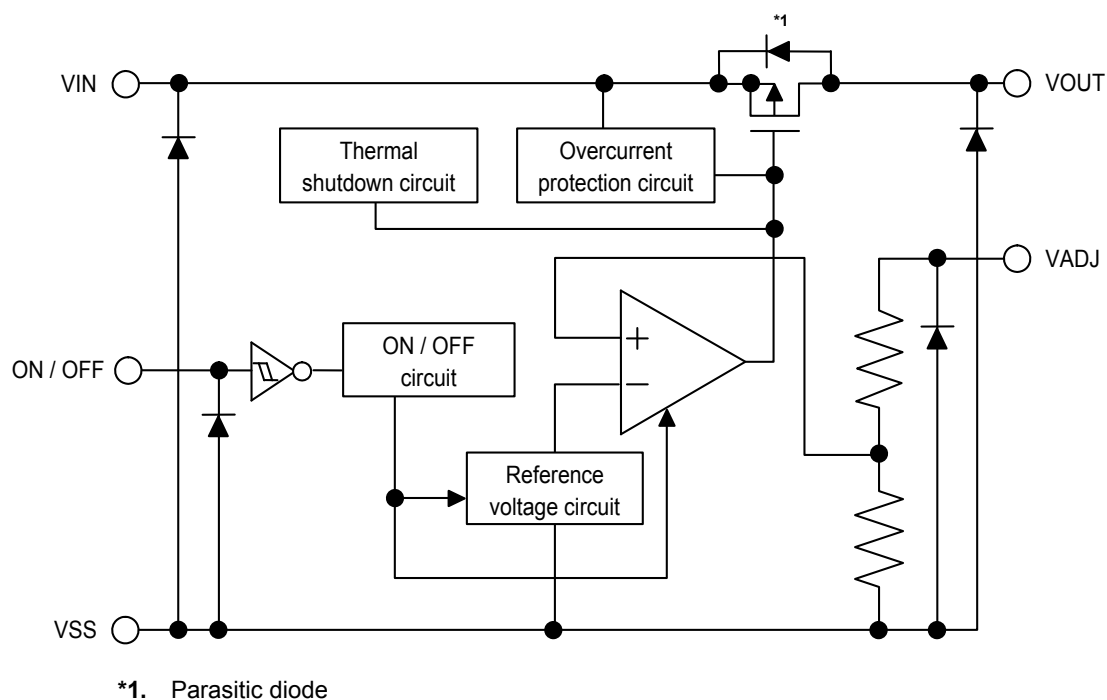 *1
VIN
VOUT
Thermal
shutdown circuit
Overcurrent
protection circuit
VADJ
ON / OFF
ON / OFF
circuit
+
−
Reference
voltage circuit
VSS
*1. Parasitic diode